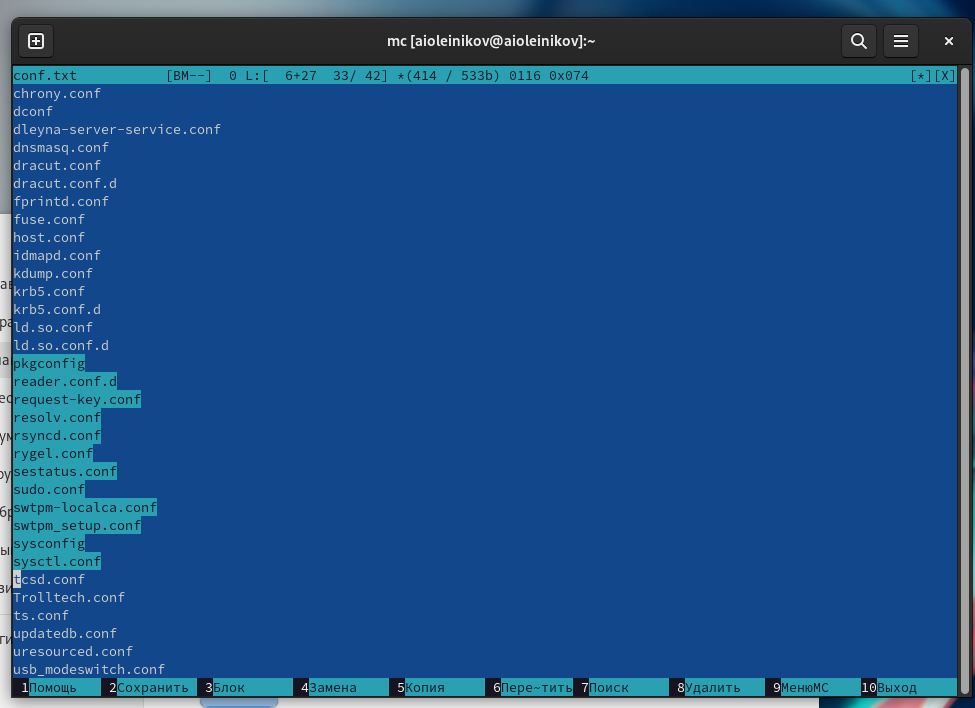 mc [aioleinikov@aioleinikov]:~
conf.txt [BM--] 0 L:[ 6+27 33/ 42] *(414 / 533b) 0116 0x074 [*][X]
chrony.conf
dconf
dleyna-server-service.conf
dnsmasq.conf
dracut.conf
dracut.conf.d
fprintd.conf
fuse.conf
host.conf
idmapd.conf
kdump.conf
krb5.conf
krb5.conf.d
ld.so.conf
ld.so.conf.d
pkgconfig
reader.conf.d
request-key.conf
resolv.conf
rsyncd.conf
rygel.conf
sestatus.conf
sudo.conf
swtpm-localca.conf
swtpm_setup.conf
sysconfig
sysctl.conf
tcsd.conf
Trolltech.conf
ts.conf
updatedb.conf
uresourced.conf
usb_modeswitch.conf
1Помощь 2Сохранить 3Блок 4Замена 5Копия 6Пере~тить 7Поиск 8Удалить 9МенюМС 10Выход